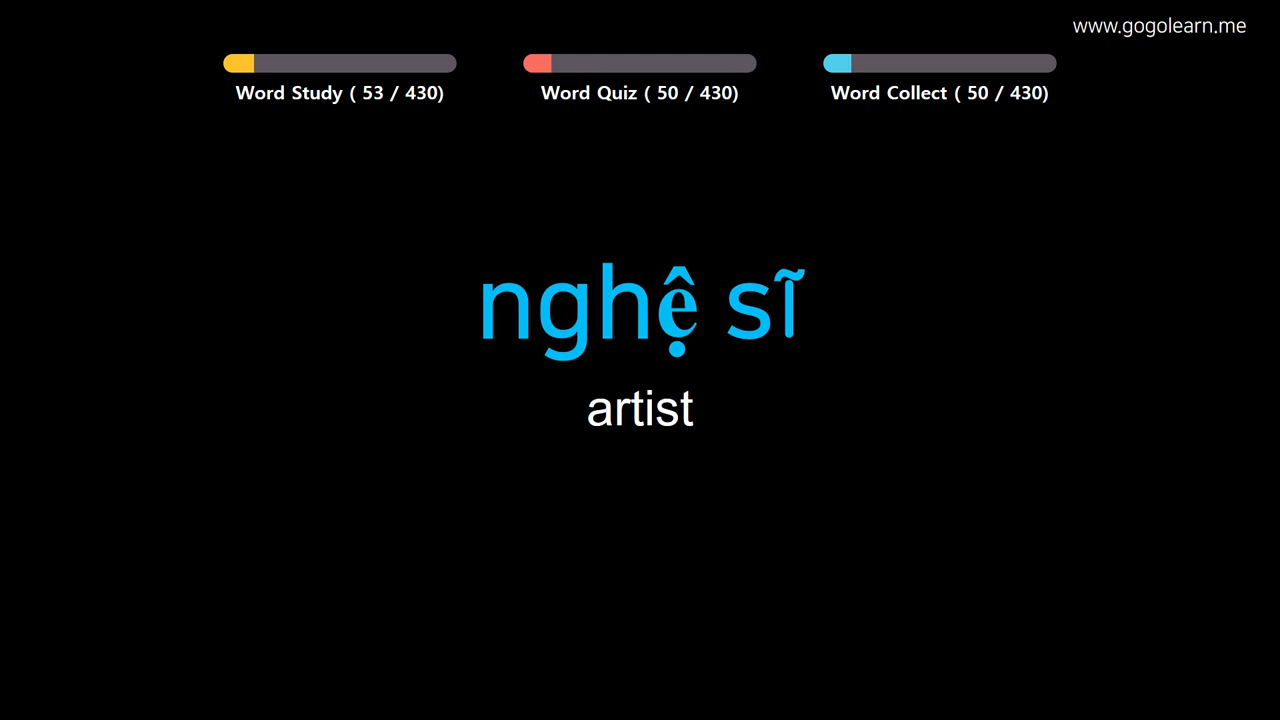 www.gogolearn.me
Word Study ( 53 / 430)
Word Quiz ( 50 / 430)
Word Collect ( 50 / 430)
nghệ sĩ
artist